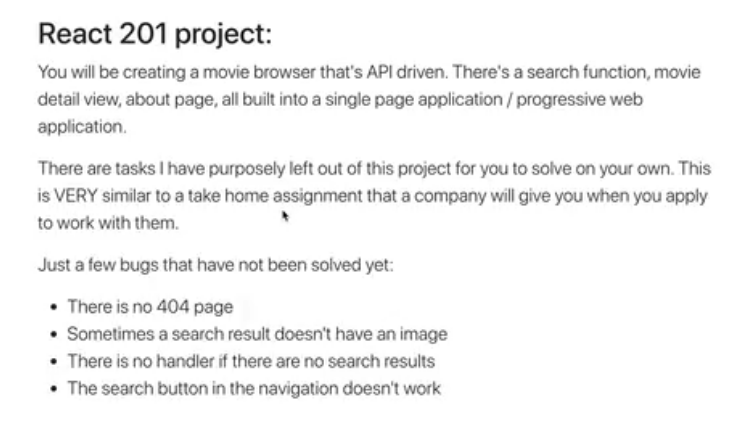 React 201 project:
You will be creating a movie browser that's API driven. There's a search function, movie
detail view, about page, all built into a single page application / progressive web
application.
There are tasks I have purposely left out of this project for you to solve on your own. This
is VERY similar to a take home assignment that a company will give you when you apply
to work with them.
Just a few bugs that have not been solved yet:
• There is no 404 page
• Sometimes a search result doesn't have an image
• There is no handler if there are no search results
• The search button in the navigation doesn't work